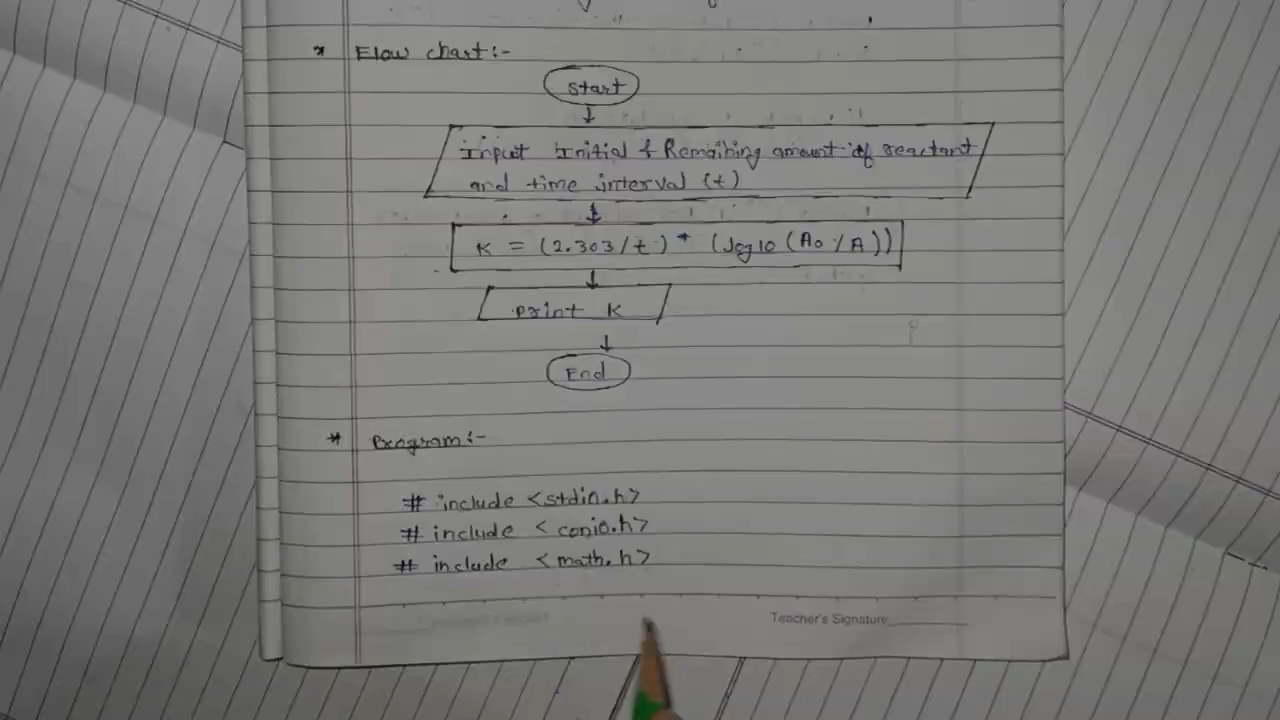 * Flow chart:-
Start
Input Initial & Remaining amount of reactant
and time interval (t)
K = (2.303/t) * (log10 (A0/A))
Print K
End
* Program:-
# include <stdin.h>
# include <conio.h>
# include <math.h>
Teacher's Signature